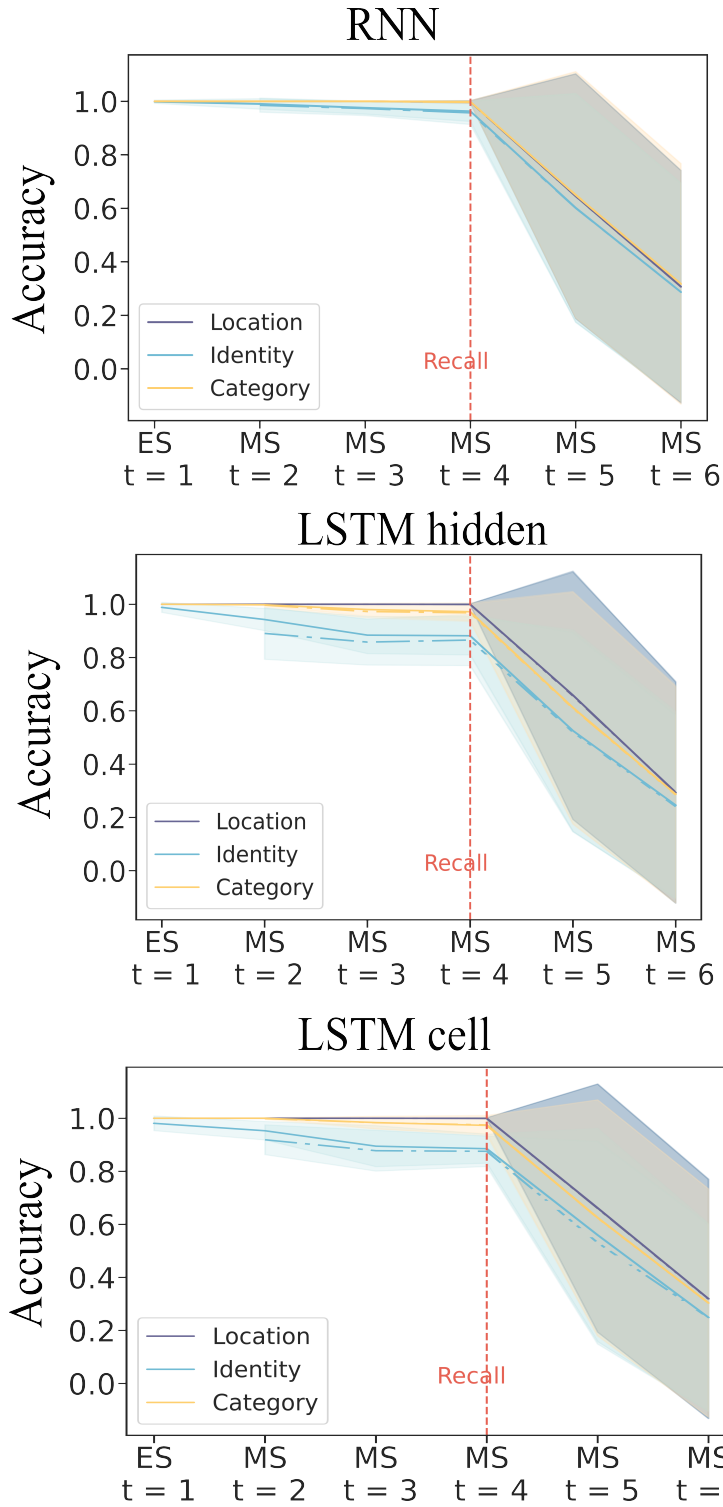 RNN
Accuracy
1.0
0.8
0.6
0.4
0.2
0.0
Location
Identity
Category
Recall
ES MS MS MS MS MS
t = 1 t = 2 t = 3 t = 4 t = 5 t = 6
LSTM hidden
Accuracy
1.0
0.8
0.6
0.4
0.2
0.0
Location
Identity
Category
Recall
ES MS MS MS MS MS
t = 1 t = 2 t = 3 t = 4 t = 5 t = 6
LSTM cell
Accuracy
1.0
0.8
0.6
0.4
0.2
0.0
Location
Identity
Category
Recall
ES MS MS MS MS MS
t = 1 t = 2 t = 3 t = 4 t = 5 t =